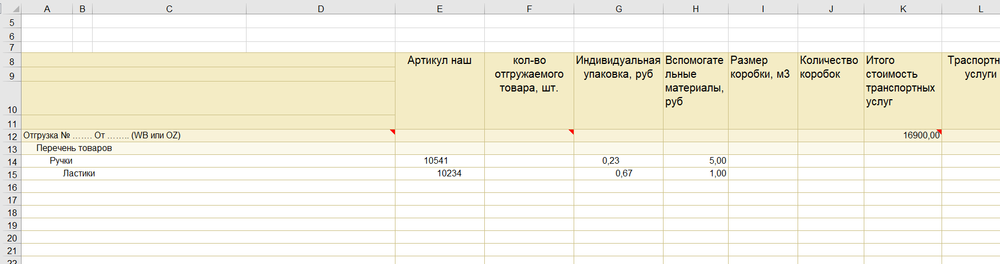 A B C D E F G H I J K L
5
6
7
8 Артикул наш кол-во Индивидуальная Вспомогате Размер Количество Итого Траспортн
9 отгружаемого упаковка, руб льные коробки, м3 коробок стоимость услуги
товара, шт. материалы, транспортных
10 руб услуг
11
12 Отгрузка № ....... От ........ (WB или OZ) 16900,00
13 Перечень товаров
14 Ручки 10541 0,23 5,00
15 Ластики 10234 0,67 1,00
16
17
18
19
20
21
22